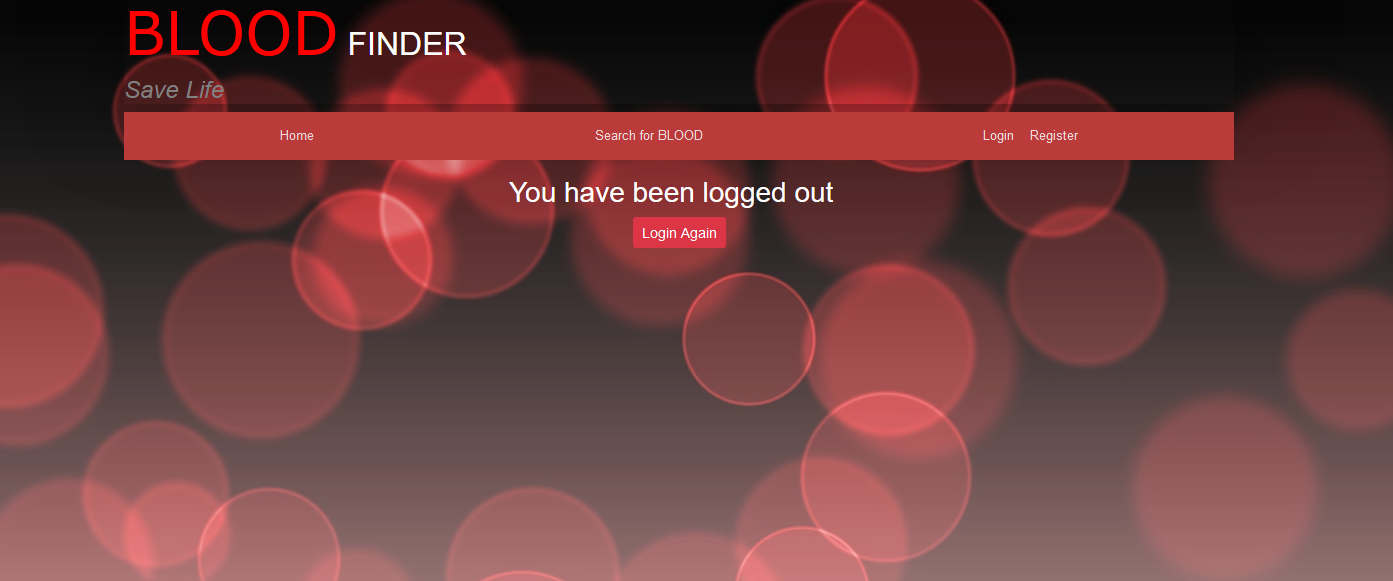 BLOOD FINDER
Save Life
Home Search for BLOOD Login Register
You have been logged out
Login Again